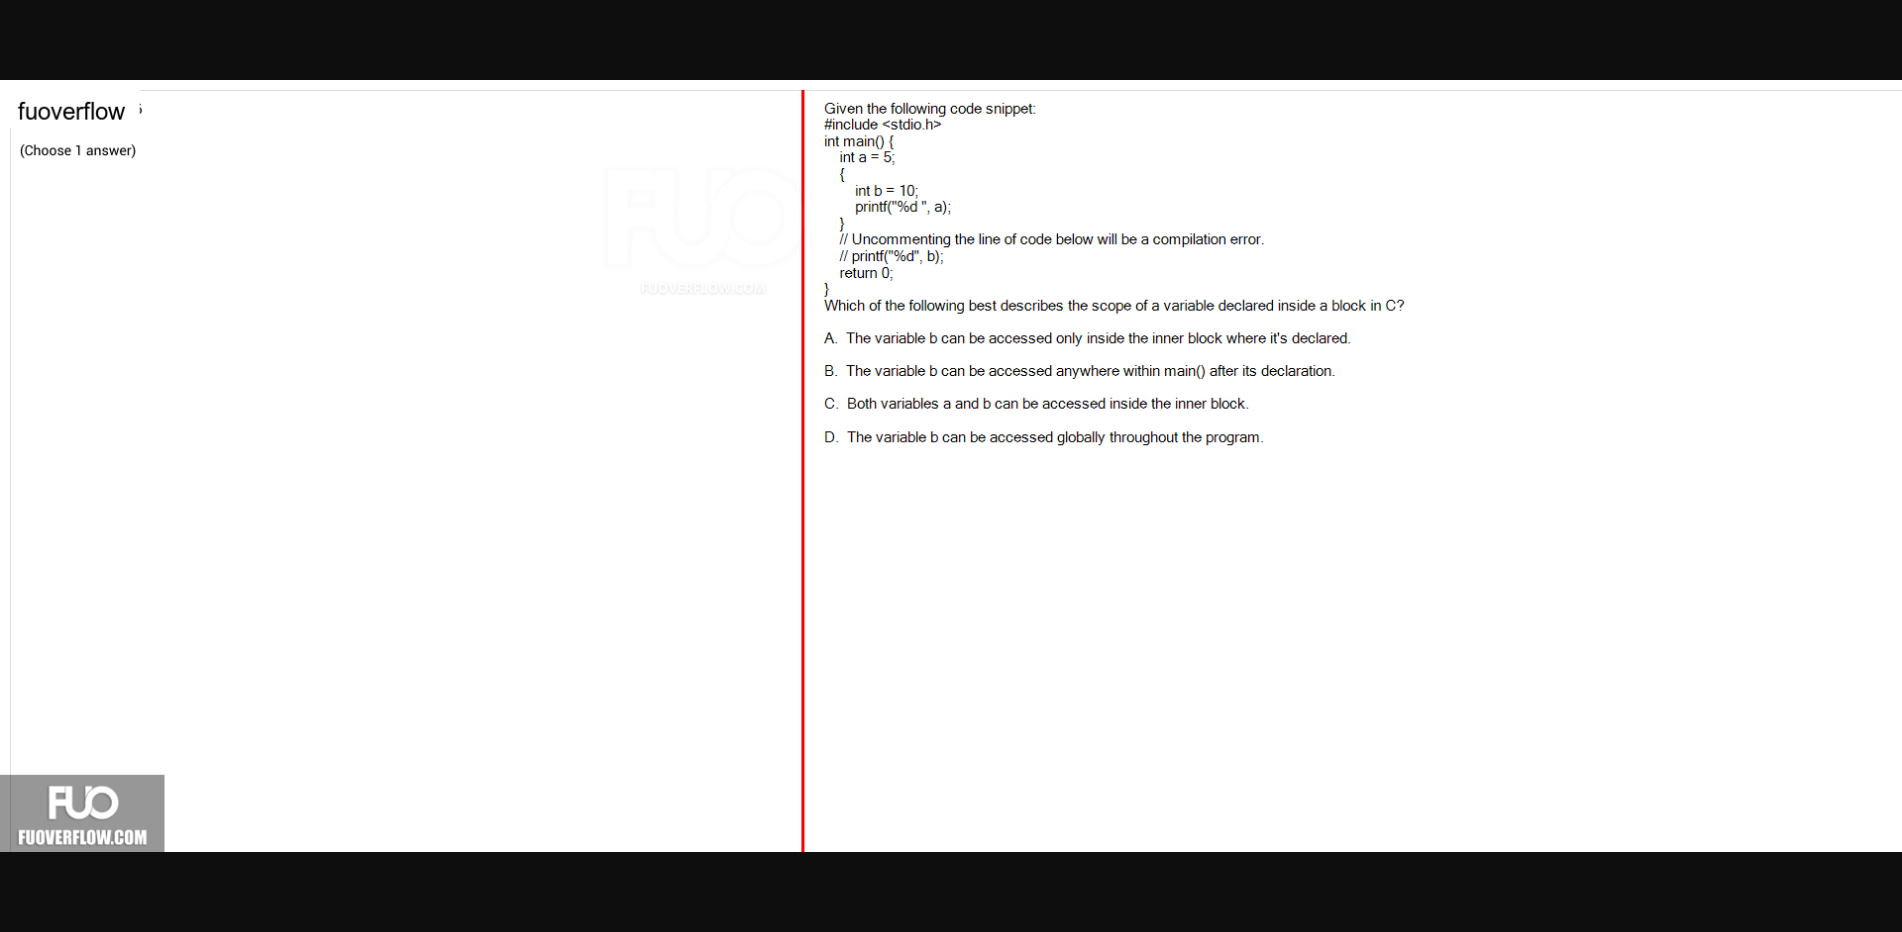 fuoverflow
(Choose 1 answer)
FUO
FUOVERFLOW.COM
Given the following code snippet:
#include <stdio.h>
int main() {
int a = 5;
{
int b = 10;
printf("%d ", a);
}
// Uncommenting the line of code below will be a compilation error.
// printf("%d", b);
return 0;
}
Which of the following best describes the scope of a variable declared inside a block in C?
A. The variable b can be accessed only inside the inner block where it's declared.
B. The variable b can be accessed anywhere within main() after its declaration.
C. Both variables a and b can be accessed inside the inner block.
D. The variable b can be accessed globally throughout the program.
FUO
FUOVERFLOW.COM